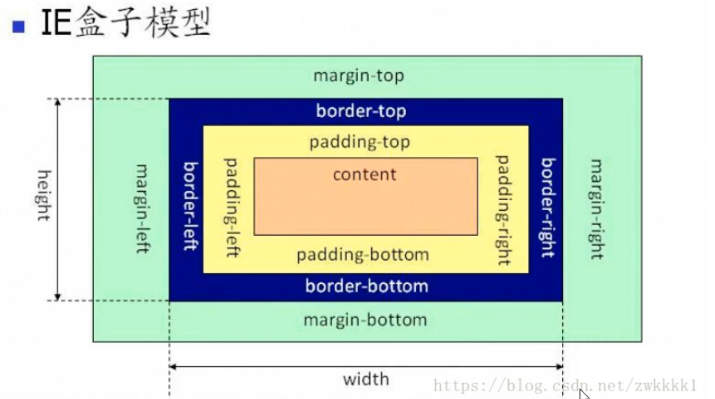 IE盒子模型
margin-top
border-top
padding-top
content
height
margin-left
border-left
padding-left
padding-right
border-right
margin-right
padding-bottom
border-bottom
margin-bottom
width
https://blog.csdn.net/zwkkkk1